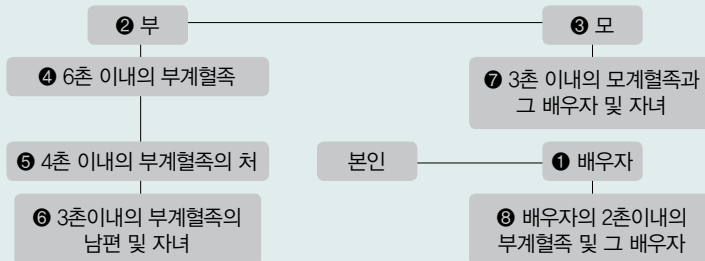 ❷ 부
❸ 모
❹ 6촌 이내의 부계혈족
❼ 3촌 이내의 모계혈족과
그 배우자 및 자녀
❺ 4촌 이내의 부계혈족의 처
본인
❶ 배우자
❻ 3촌이내의 부계혈족의
남편 및 자녀
❽ 배우자의 2촌이내의
부계혈족 및 그 배우자